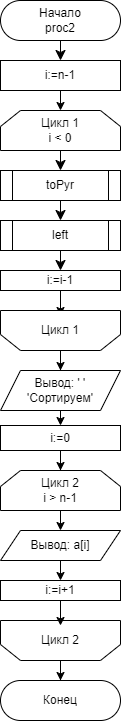 Начало
proc2
i:=n-1
Цикл 1
i < 0
toPyr
left
i:=i-1
Цикл 1
Вывод: ' '
'Сортируем'
i:=0
Цикл 2
i > n-1
Вывод: a[i]
i:=i+1
Цикл 2
Конец